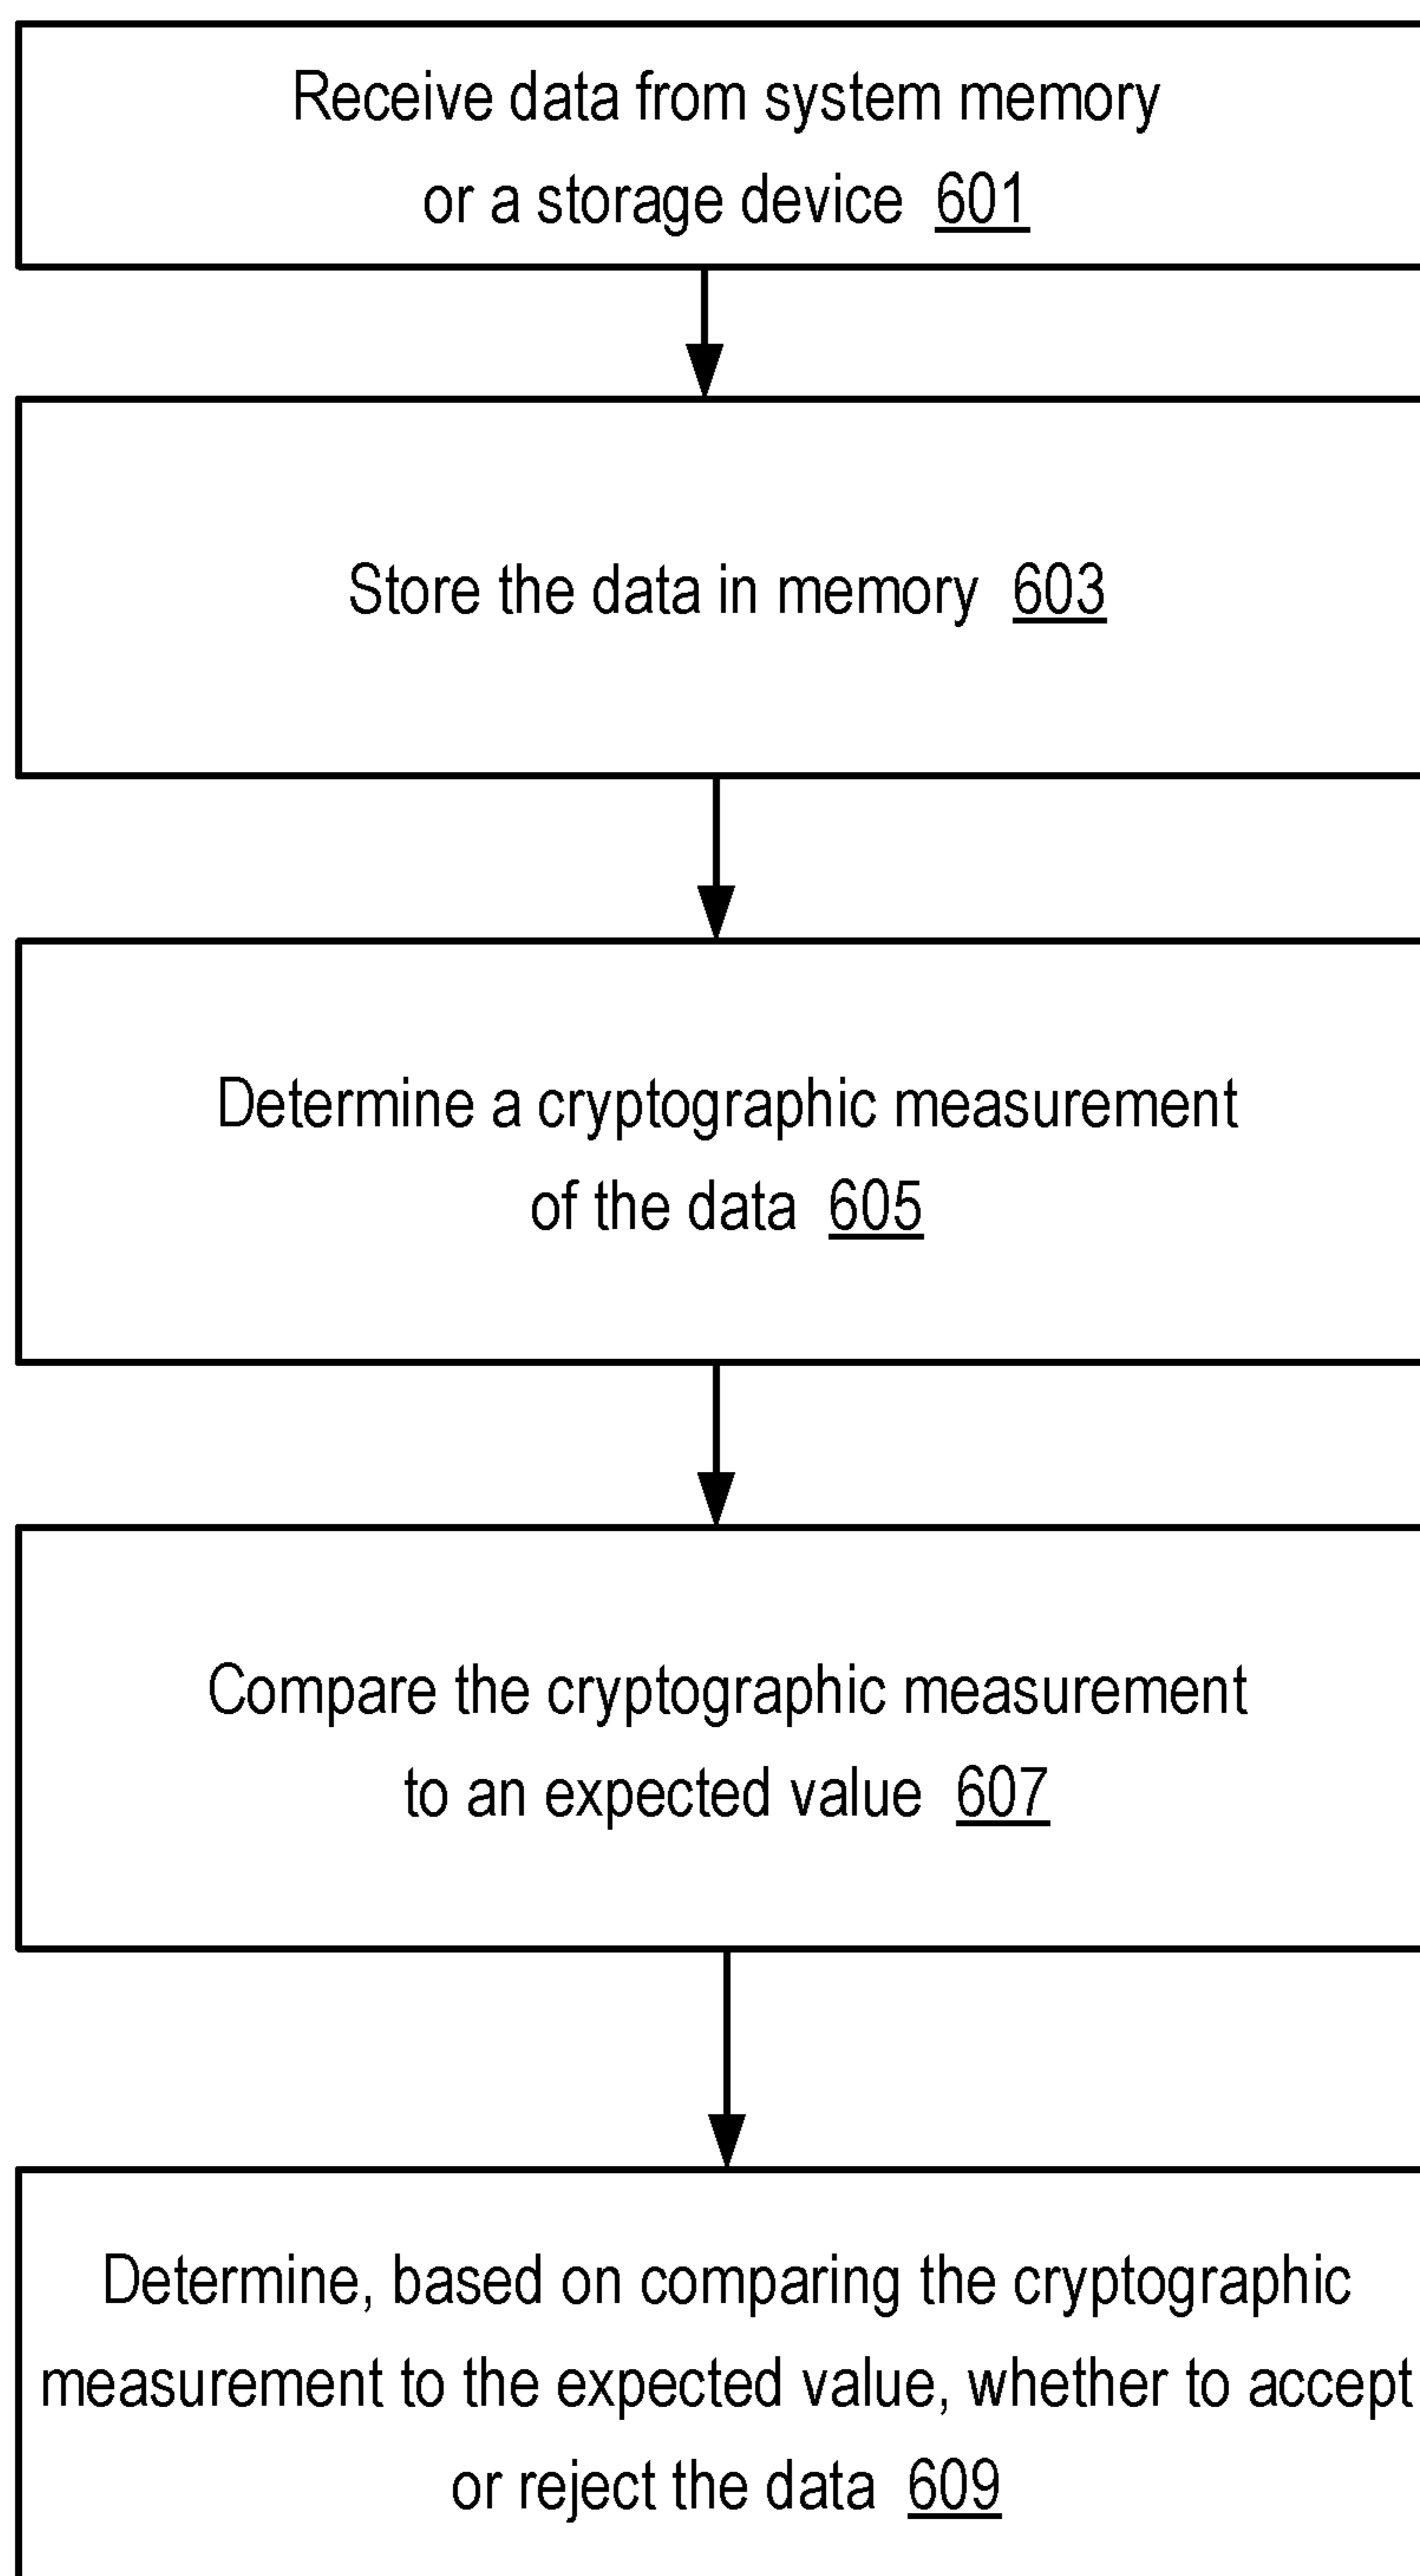 Receive data from system memory
or a storage device 601
Store the data in memory 603
Determine a cryptographic measurement
of the data 605
Compare the cryptographic measurement
to an expected value 607
Determine, based on comparing the cryptographic
measurement to the expected value, whether to accept
or reject the data 609